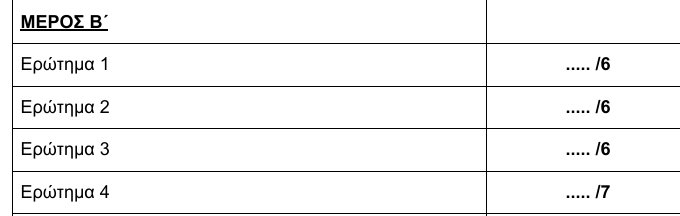 ΜΕΡΟΣ Β΄
Ερώτημα 1 ..... /6
Ερώτημα 2 ..... /6
Ερώτημα 3 ..... /6
Ερώτημα 4 ..... /7